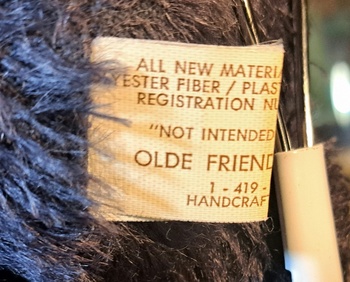 ALL NEW MATERIA
YESTER FIBER / PLAST
REGISTRATION NU
"NOT INTENDED
OLDE FRIEND
1 - 419 -
HANDCRAF